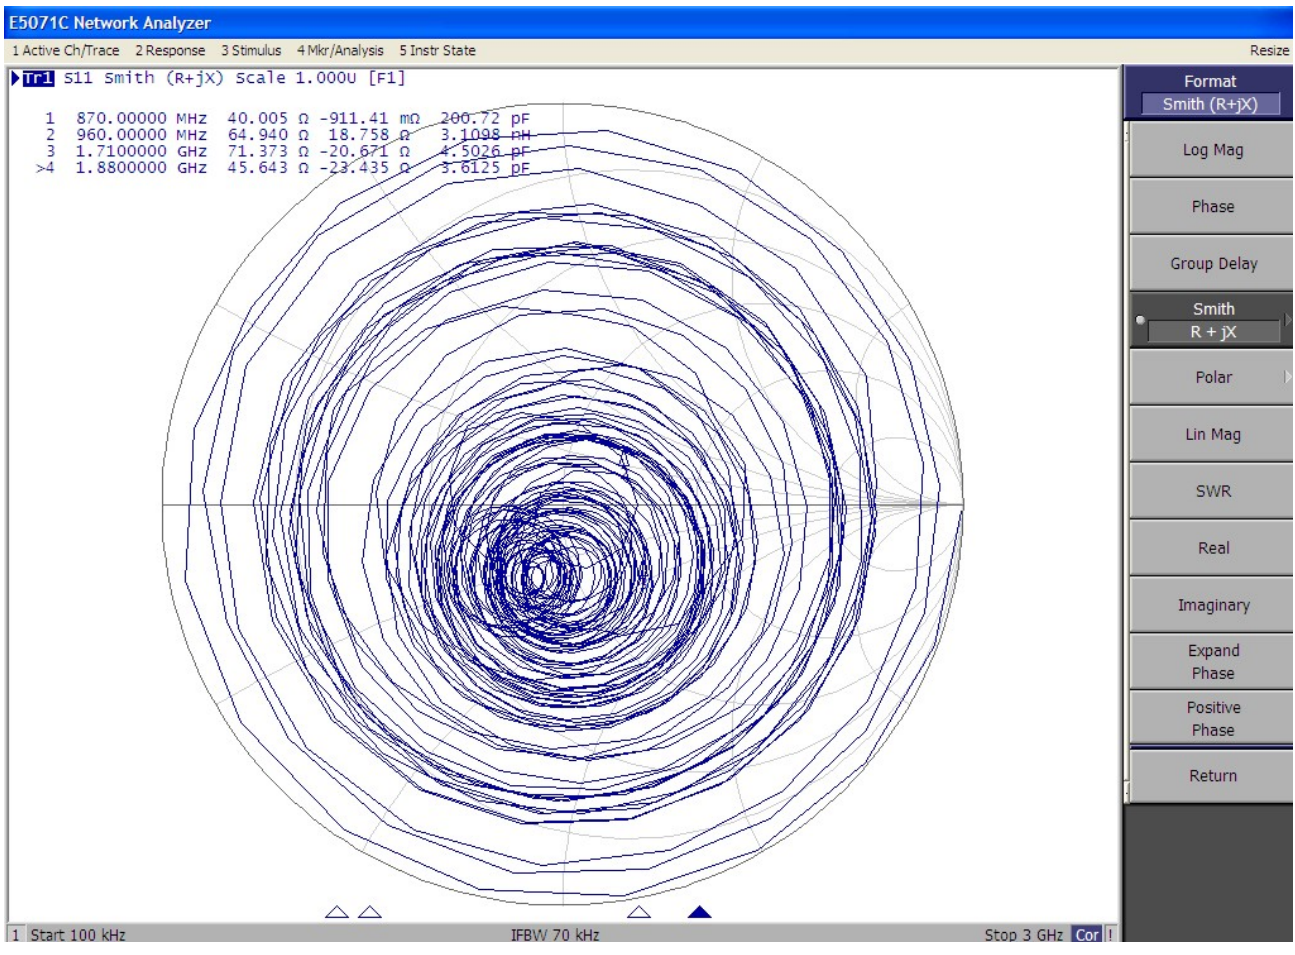 E5071C Network Analyzer
1 Active Ch/Trace 2 Response 3 Stimulus 4 Mkr/Analysis 5 Instr State Resize
Tr1 S11 Smith (R+jX) Scale 1.000U [F1]
1 870.00000 MHz 40.005 Ω -911.41 mΩ 200.72 pF
2 960.00000 MHz 64.940 Ω 18.758 Ω 3.1098 nH
3 1.7100000 GHz 71.373 Ω -20.671 Ω 4.5026 pF
>4 1.8800000 GHz 45.643 Ω -23.435 Ω 3.6125 pF
Format
Smith (R+jX)
Log Mag
Phase
Group Delay
Smith
R + jX
Polar
Lin Mag
SWR
Real
Imaginary
Expand
Phase
Positive
Phase
Return
1 Start 100 kHz IFBW 70 kHz Stop 3 GHz Cor !